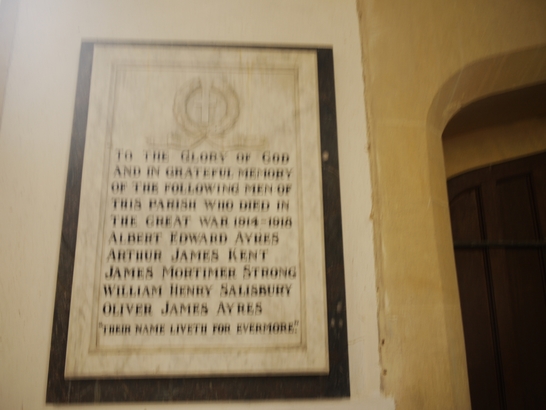 TO THE GLORY OF GOD
AND IN GRATEFUL MEMORY
OF THE FOLLOWING MEN OF
THIS PARISH WHO DIED IN
THE GREAT WAR 1914-1918
ALBERT EDWARD AYRES
ARTHUR JAMES KENT
JAMES MORTIMER STRONG
WILLIAM HENRY SALISBURY
OLIVER JAMES AYRES
"THEIR NAME LIVETH FOR EVERMORE."